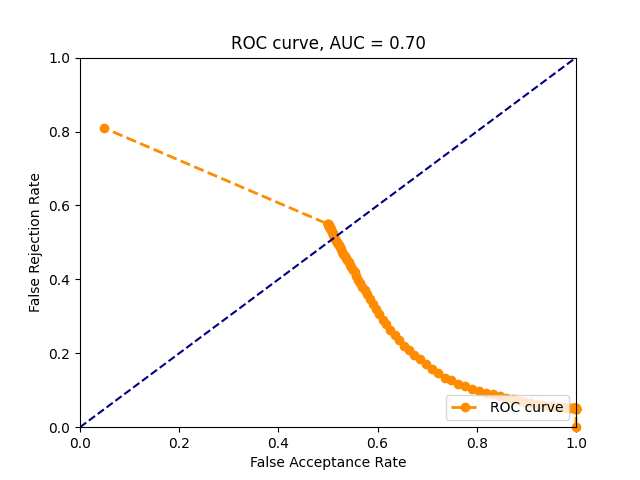 ROC curve, AUC = 0.70
1.0
0.8
0.6
0.4
0.2
0.0
False Rejection Rate
ROC curve
0.0 0.2 0.4 0.6 0.8 1.0
False Acceptance Rate